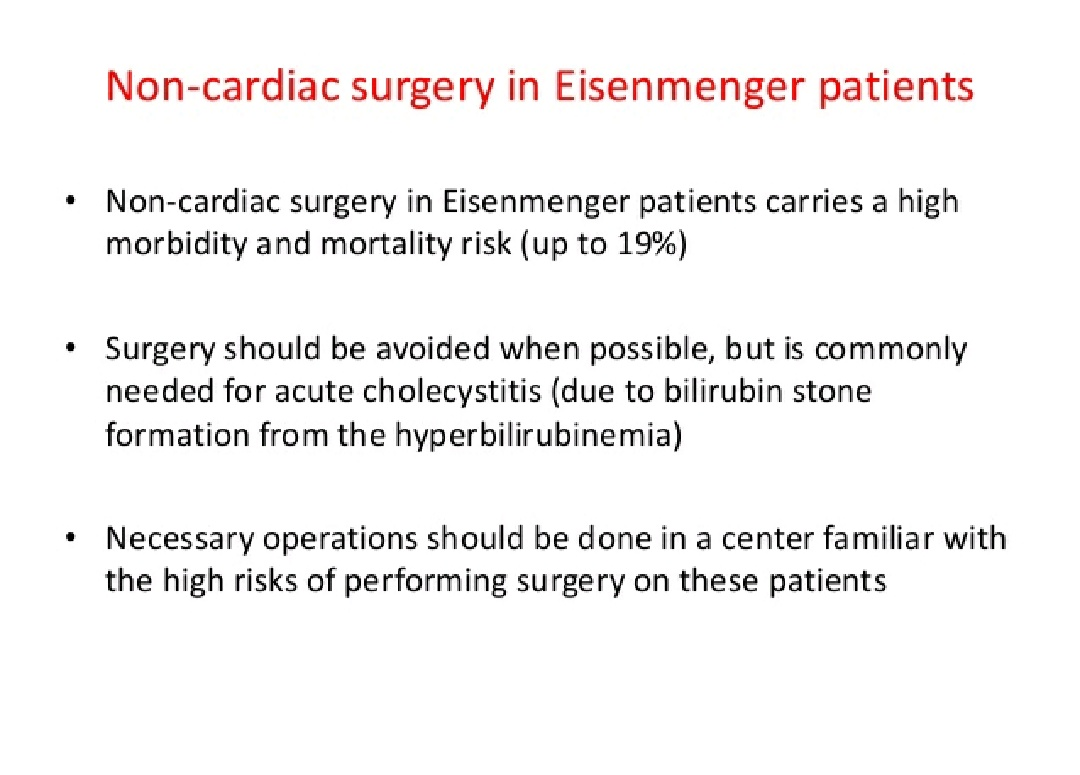 Non-cardiac surgery in Eisenmenger patients
• Non-cardiac surgery in Eisenmenger patients carries a high
morbidity and mortality risk (up to 19%)
• Surgery should be avoided when possible, but is commonly
needed for acute cholecystitis (due to bilirubin stone
formation from the hyperbilirubinemia)
• Necessary operations should be done in a center familiar with
the high risks of performing surgery on these patients